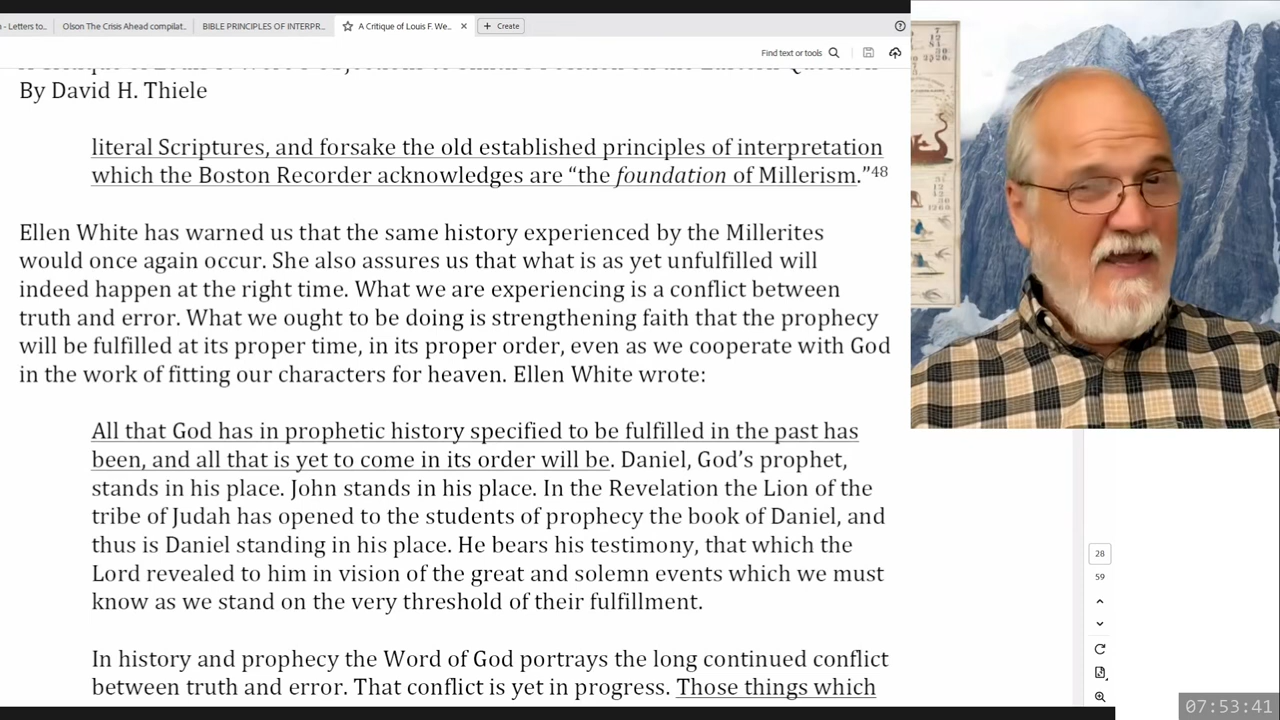 n - Letters to..
Olson The Crisis Ahead compilat..
BIBLE PRINCIPLES OF INTERPR...
A Critique of Louis F. We...
Create
Find text or tools
By David H. Thiele
literal Scriptures, and forsake the old established principles of interpretation
which the Boston Recorder acknowledges are “the foundation of Millerism.”48
Ellen White has warned us that the same history experienced by the Millerites
would once again occur. She also assures us that what is as yet unfulfilled will
indeed happen at the right time. What we are experiencing is a conflict between
truth and error. What we ought to be doing is strengthening faith that the prophecy
will be fulfilled at its proper time, in its proper order, even as we cooperate with God
in the work of fitting our characters for heaven. Ellen White wrote:
All that God has in prophetic history specified to be fulfilled in the past has
been, and all that is yet to come in its order will be. Daniel, God’s prophet,
stands in his place. John stands in his place. In the Revelation the Lion of the
tribe of Judah has opened to the students of prophecy the book of Daniel, and
thus is Daniel standing in his place. He bears his testimony, that which the
Lord revealed to him in vision of the great and solemn events which we must
know as we stand on the very threshold of their fulfillment.
In history and prophecy the Word of God portrays the long continued conflict
between truth and error. That conflict is yet in progress. Those things which
28
59
07:53:41